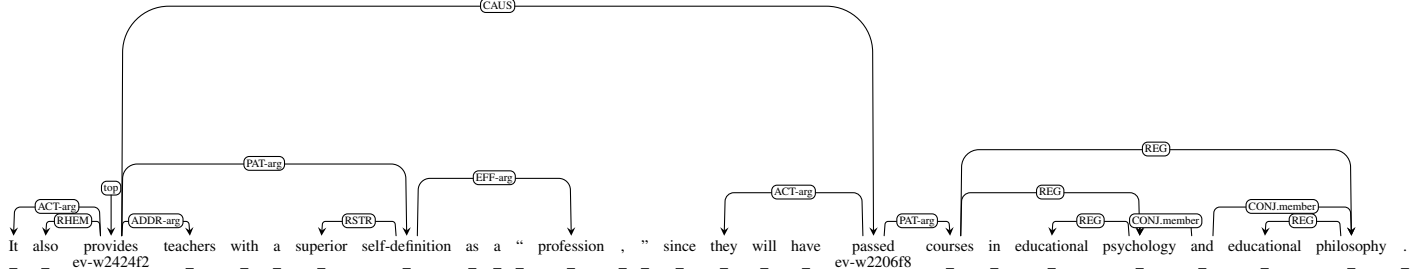 CAUS
PAT-arg REG
EFF-arg
top ACT-arg REG
ACT-arg CONJ.member
RHEM ADDR-arg RSTR PAT-arg REG CONJ.member REG
It also provides teachers with a superior self-definition as a “ profession , ” since they will have passed courses in educational psychology and educational philosophy .
ev-w2424f2 ev-w2206f8
_ _ _ _ _ _ _ _ _ _ _ _ _ _ _ _ _ _ _ _ _ _ _ _ _